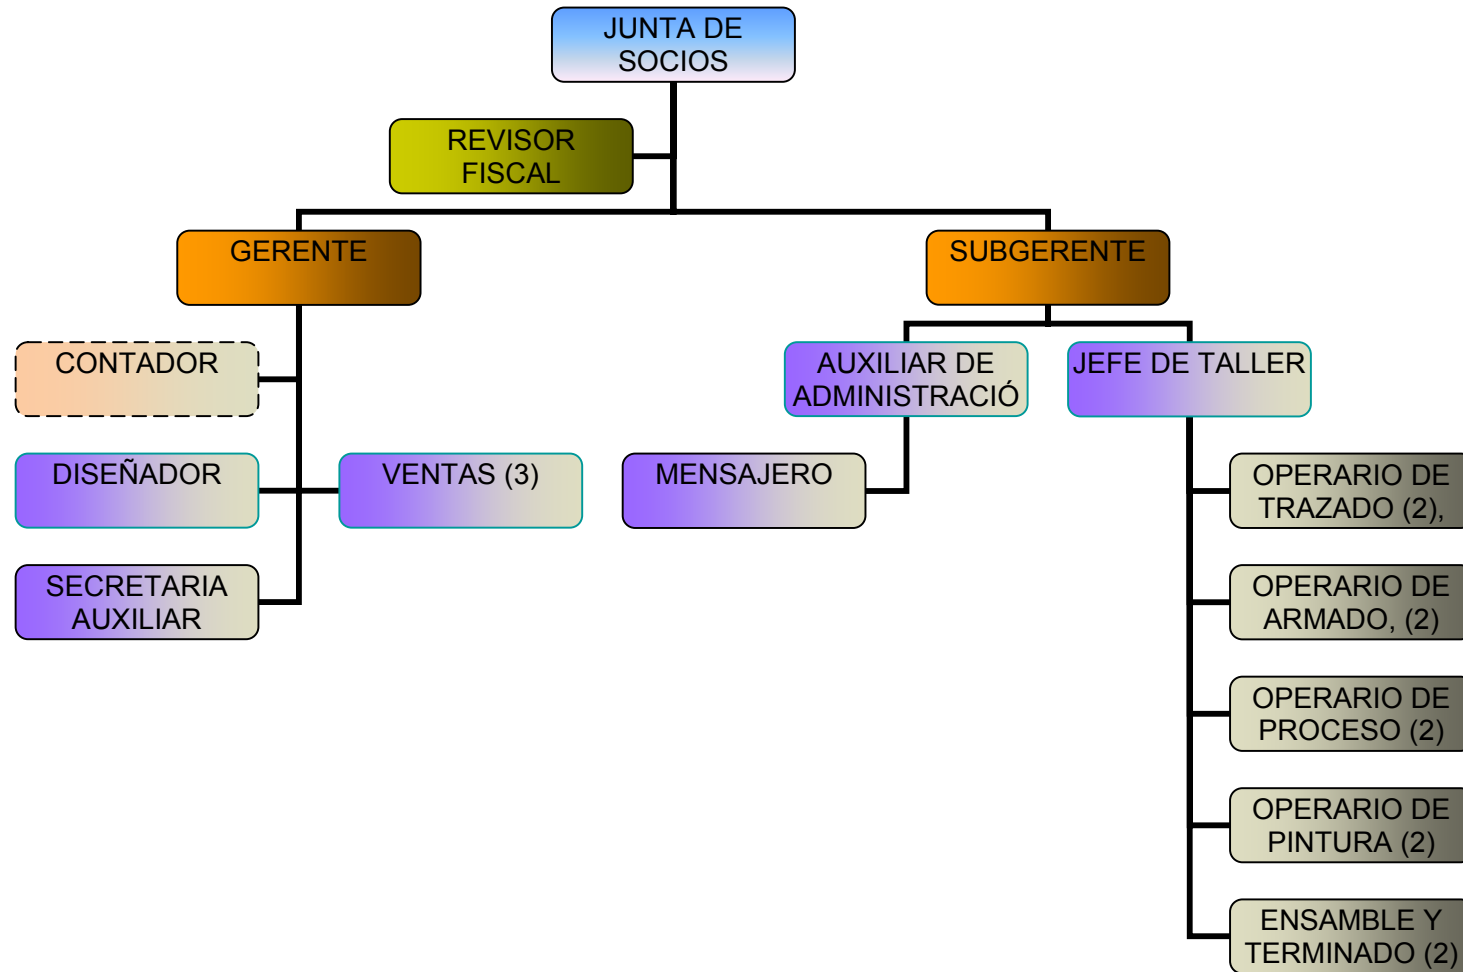 JUNTA DE
SOCIOS
REVISOR
FISCAL
GERENTE
SUBGERENTE
CONTADOR
AUXILIAR DE
ADMINISTRACIÓ
JEFE DE TALLER
DISEÑADOR
VENTAS (3)
MENSAJERO
OPERARIO DE
TRAZADO (2),
SECRETARIA
AUXILIAR
OPERARIO DE
ARMADO, (2)
OPERARIO DE
PROCESO (2)
OPERARIO DE
PINTURA (2)
ENSAMBLE Y
TERMINADO (2)